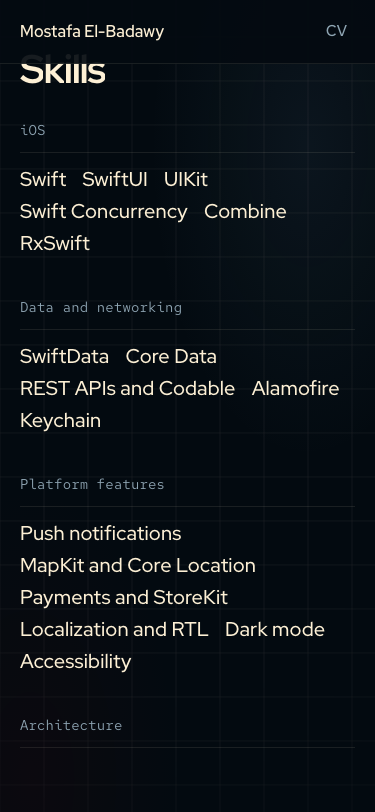 Mostafa El-Badawy CV
Skills
iOS
Swift SwiftUI UIKit
Swift Concurrency Combine
RxSwift
Data and networking
SwiftData Core Data
REST APIs and Codable Alamofire
Keychain
Platform features
Push notifications
MapKit and Core Location
Payments and StoreKit
Localization and RTL Dark mode
Accessibility
Architecture